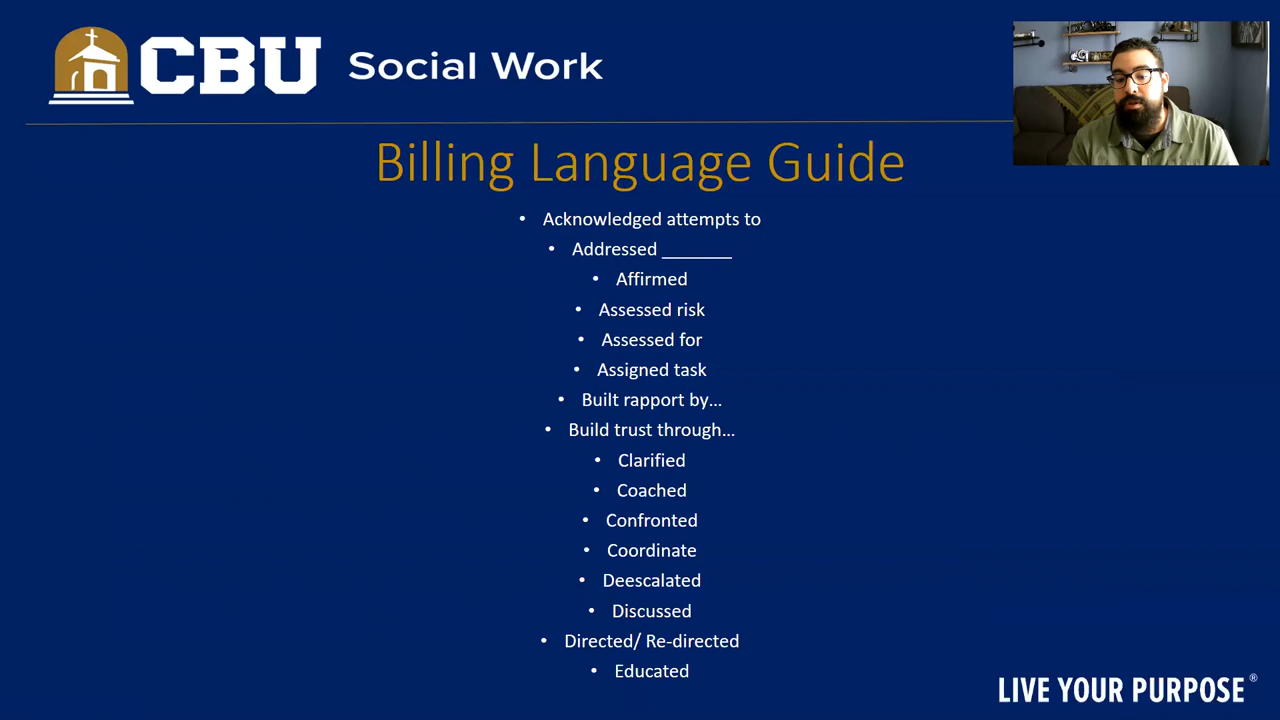 CBU Social Work
Billing Language Guide
• Acknowledged attempts to
• Addressed _______
• Affirmed
• Assessed risk
• Assessed for
• Assigned task
• Built rapport by...
• Build trust through...
• Clarified
• Coached
• Confronted
• Coordinate
• Deescalated
• Discussed
• Directed/ Re-directed
• Educated
LIVE YOUR PURPOSE®